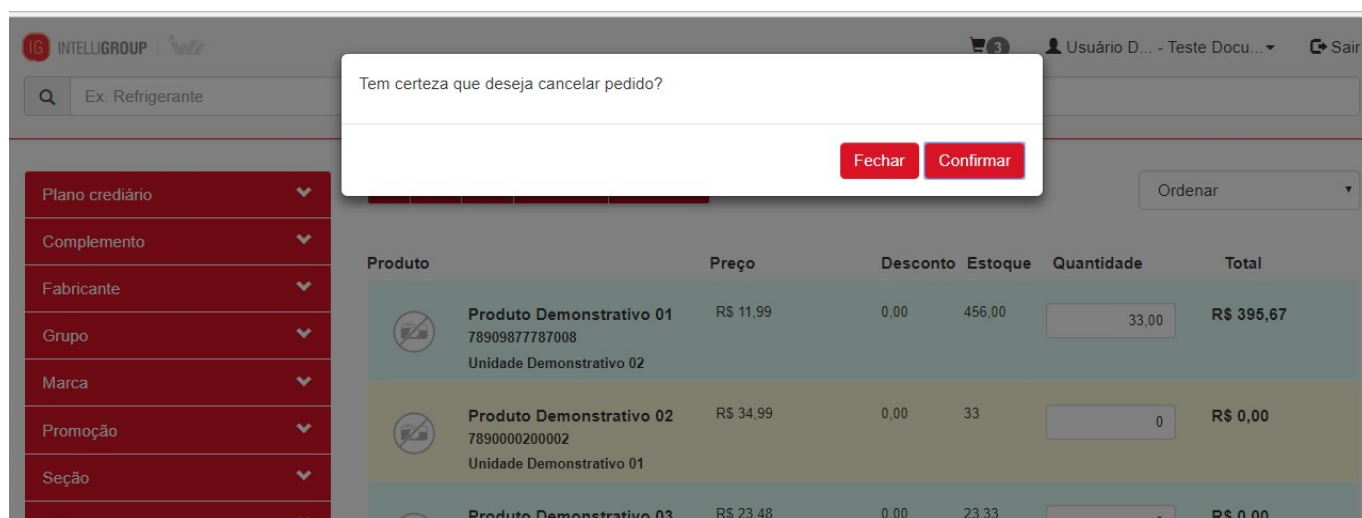 IG INTELLIGROUP
3
Usuário D... - Teste Docu...
Sair
Ex. Refrigerante
Tem certeza que deseja cancelar pedido?
Fechar Confirmar
Ordenar
Plano crediário
Complemento
Fabricante
Grupo
Marca
Promoção
Seção
Produto Preço Desconto Estoque Quantidade Total
Produto Demonstrativo 01 R$ 11,99 0,00 456,00 33,00 R$ 395,67
78909877787008
Unidade Demonstrativo 02
Produto Demonstrativo 02 R$ 34,99 0,00 33 0 R$ 0,00
7890000200002
Unidade Demonstrativo 01
Produto Demonstrativo 03 R$ 23,48 0,00 23,33 R$ 0,00